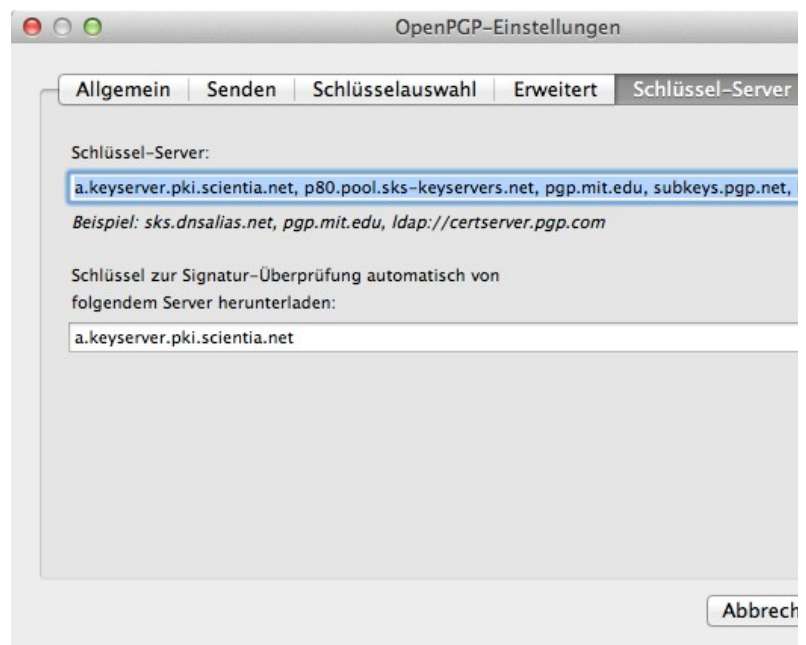 OpenPGP-Einstellungen
Allgemein Senden Schlüsselauswahl Erweitert Schlüssel-Server
Schlüssel-Server:
a.keyserver.pki.scientia.net, p80.pool.sks-keyservers.net, pgp.mit.edu, subkeys.pgp.net,
Beispiel: sks.dnsalias.net, pgp.mit.edu, ldap://certserver.pgp.com
Schlüssel zur Signatur-Überprüfung automatisch von
folgendem Server herunterladen:
a.keyserver.pki.scientia.net
Abbrech